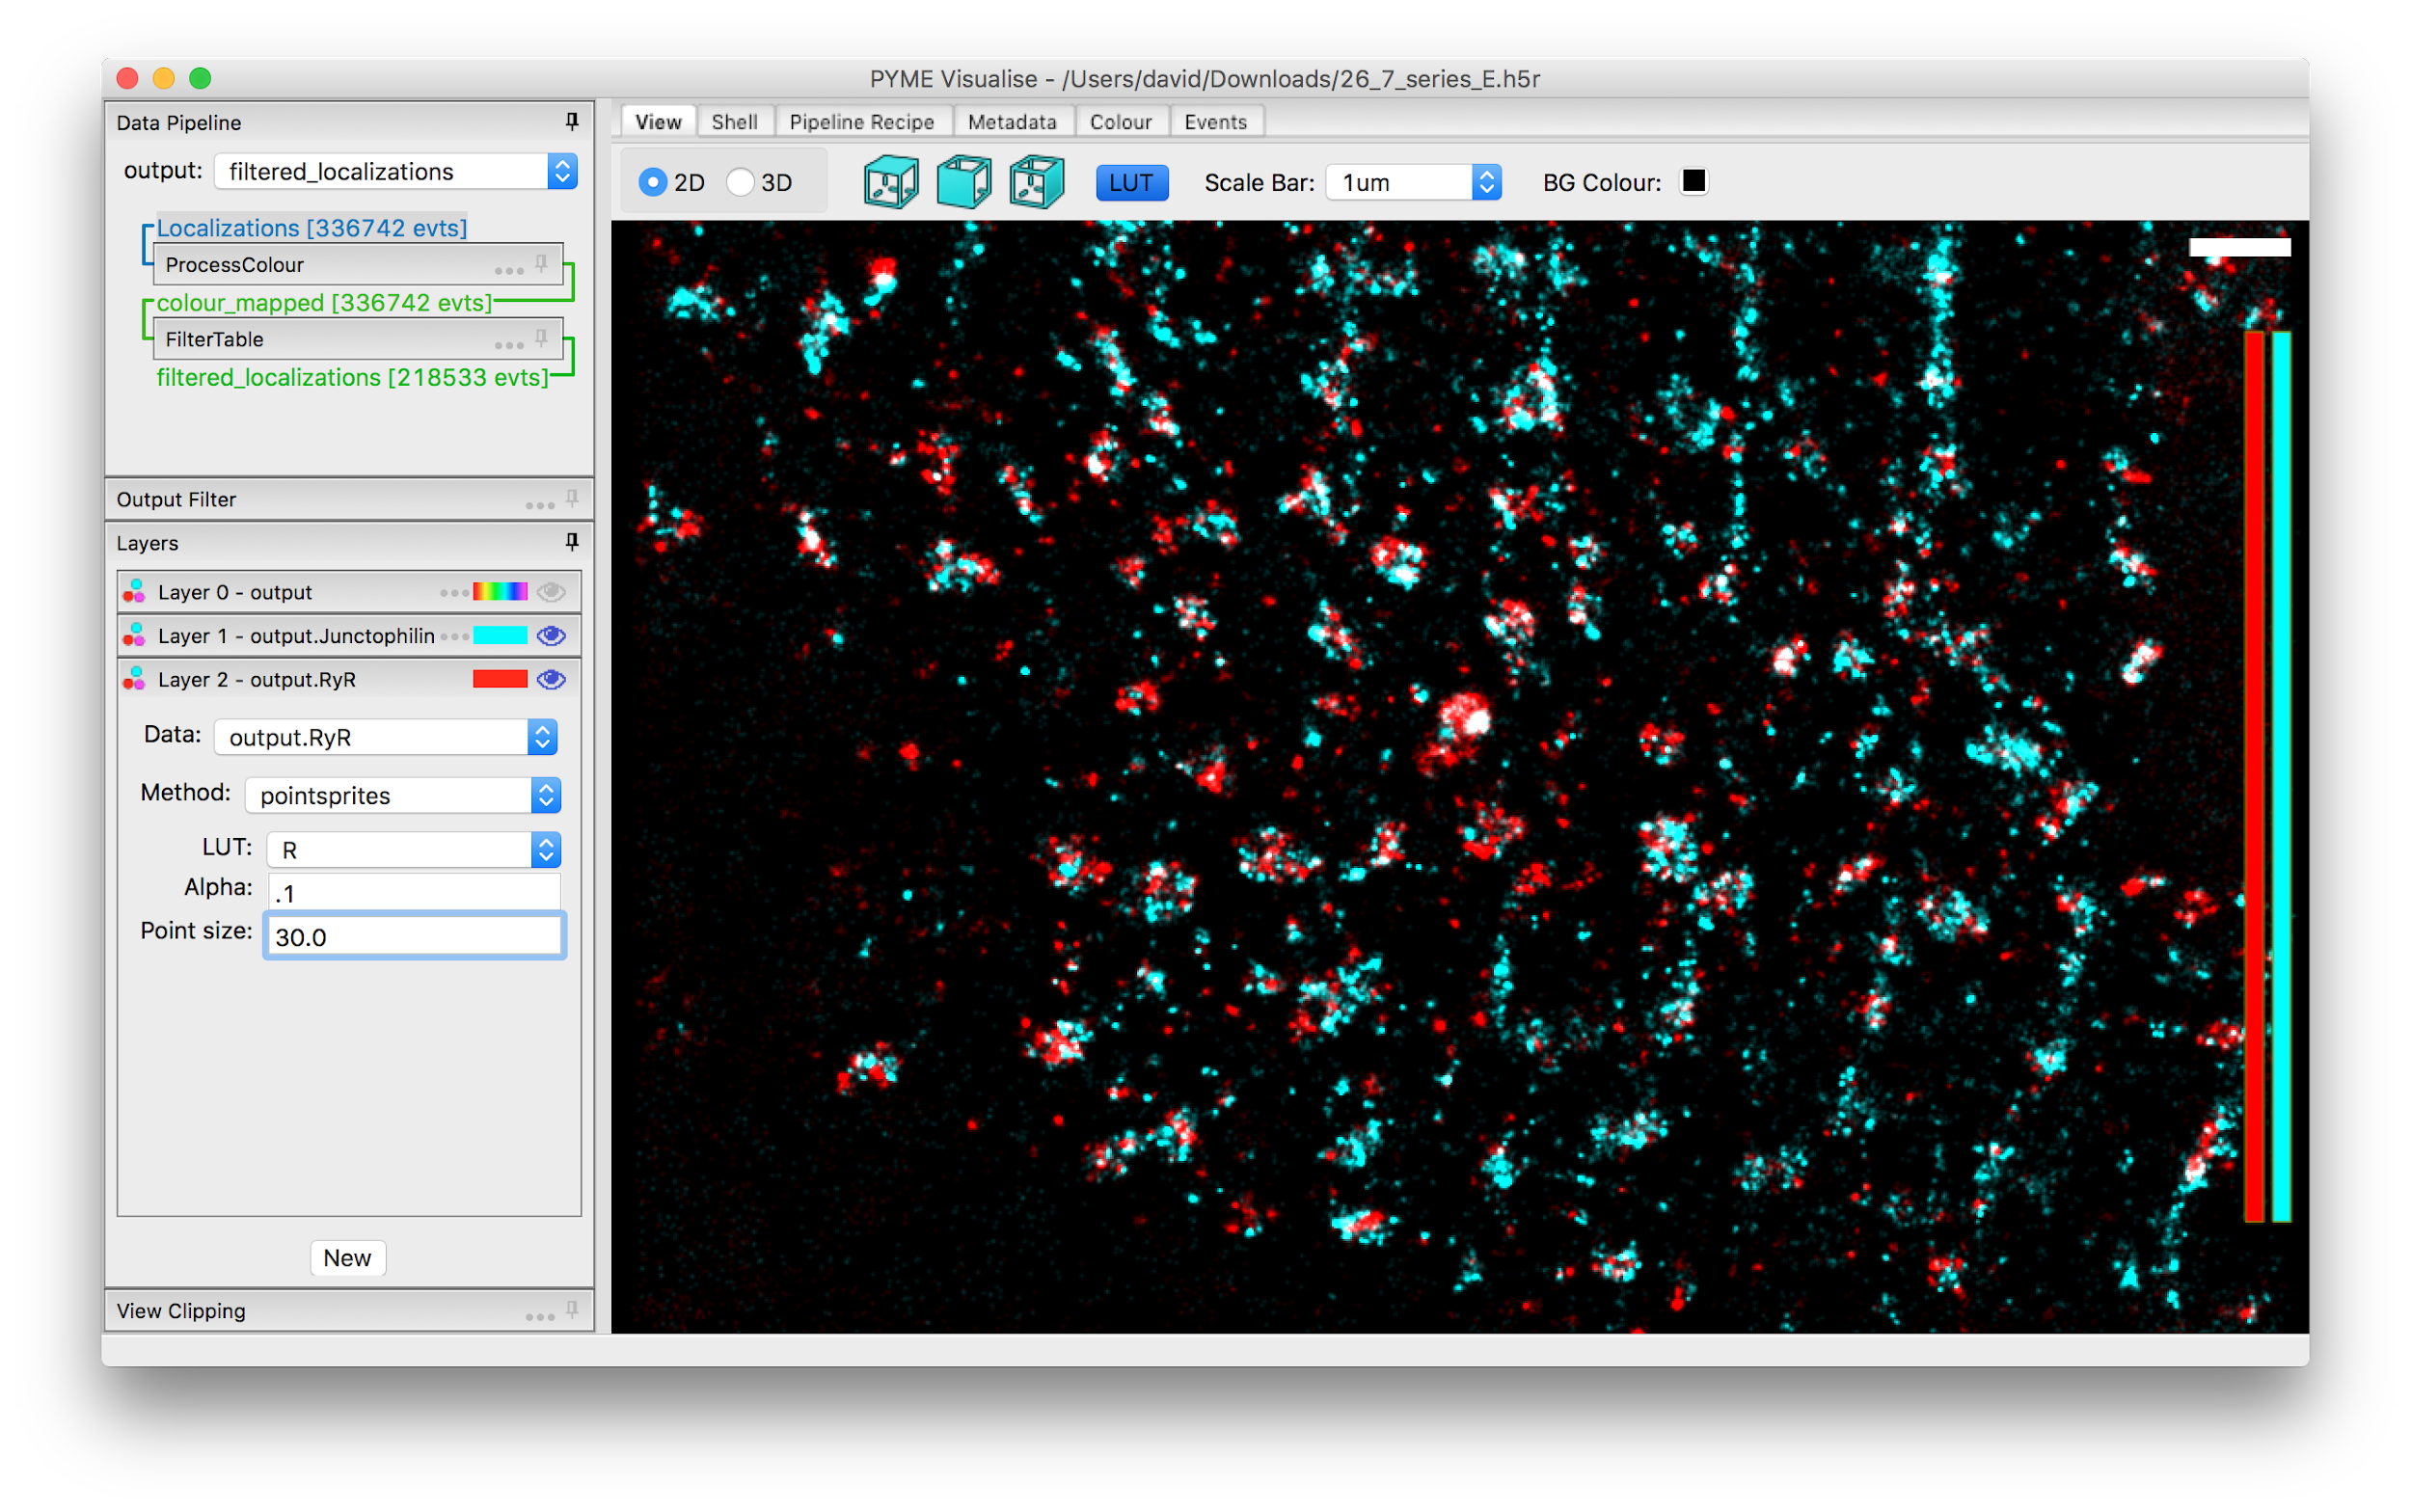 PYME Visualise - /Users/david/Downloads/26_7_series_E.h5r
Data Pipeline
output: filtered_localizations
Localizations [336742 evts]
ProcessColour
colour_mapped [336742 evts]
FilterTable
filtered_localizations [218533 evts]
Output Filter
Layers
Layer 0 - output
Layer 1 - output.Junctophilin
Layer 2 - output.RyR
Data: output.RyR
Method: pointsprites
LUT: R
Alpha: .1
Point size: 30.0
New
View Clipping
View Shell Pipeline Recipe Metadata Colour Events
2D 3D LUT Scale Bar: 1um BG Colour: